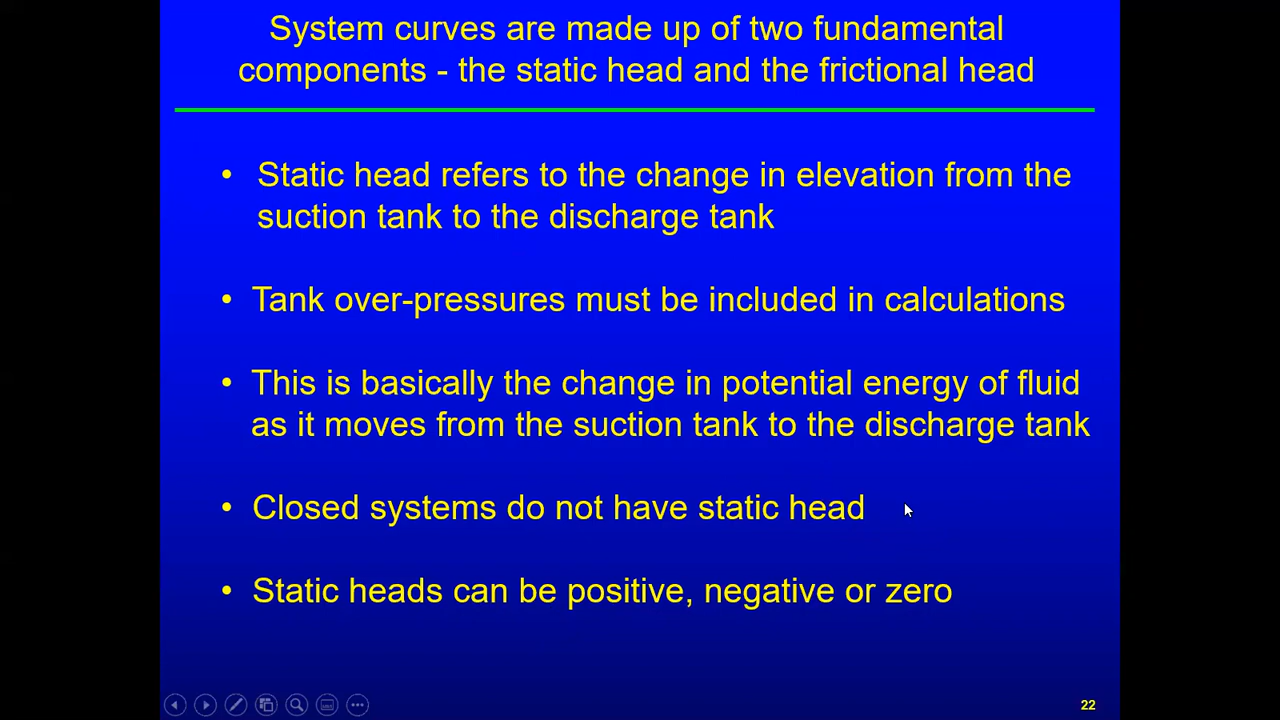 System curves are made up of two fundamental
components - the static head and the frictional head
• Static head refers to the change in elevation from the
suction tank to the discharge tank
• Tank over-pressures must be included in calculations
• This is basically the change in potential energy of fluid
as it moves from the suction tank to the discharge tank
• Closed systems do not have static head
• Static heads can be positive, negative or zero
22